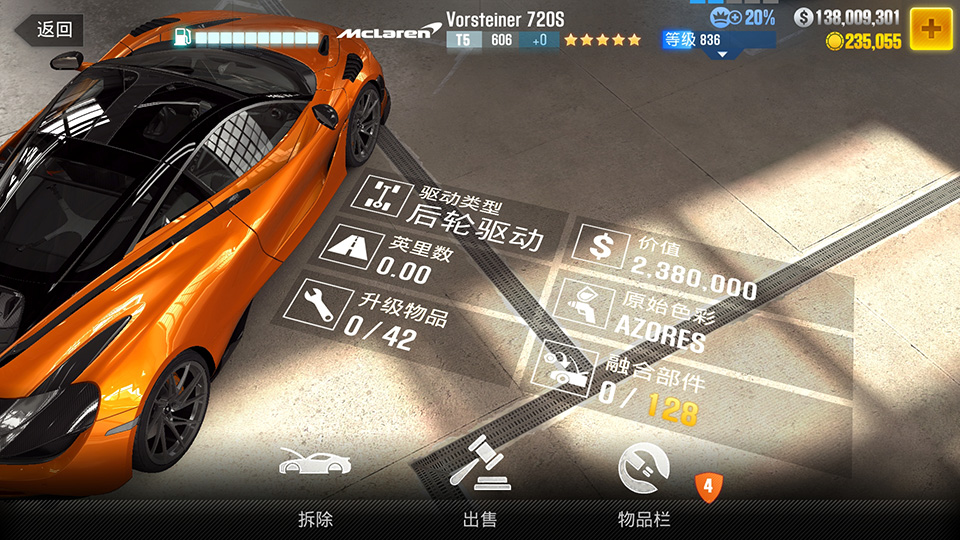 返回
McLaren
Vorsteiner 720S
T5 606 +0
20%
138,009,301
等级 836
235,055
驱动类型
后轮驱动
英里数
0.00
升级物品
0/42
价值
2.380.000
原始色彩
AZORES
融合部件
0/128
拆除
出售
物品栏
4